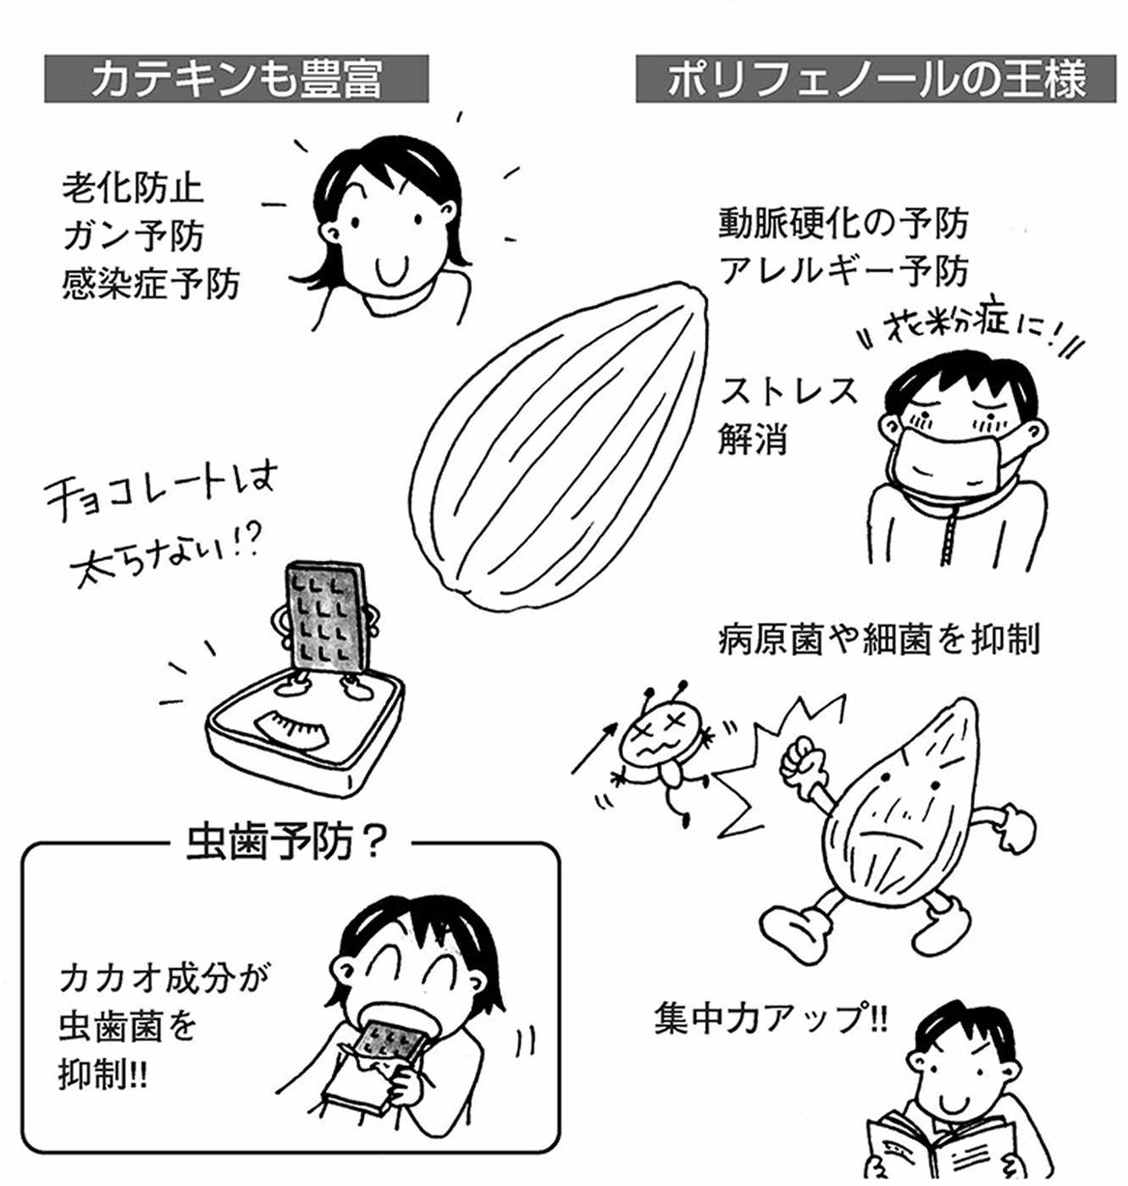 カテキンも豊富
老化防止
ガン予防
感染症予防
ポリフェノールの王様
動脈硬化の予防
アレルギー予防
花粉症に!
ストレス
解消
チョコレートは
太らない!?
病原菌や細菌を抑制
虫歯予防?
カカオ成分が
虫歯菌を
抑制!!
集中力アップ!!